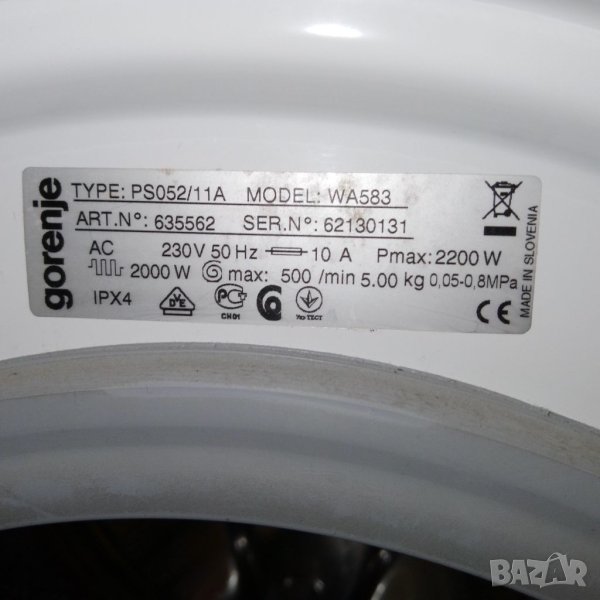 gorenje
TYPE: PS052/11A MODEL: WA583
ART.N°: 635562 SER.N°: 62130131
AC 230V 50 Hz 10 A Pmax: 2200 W
2000 W max: 500 /min 5.00 kg 0,05-0,8MPa
IPX4
CE
MADE IN SLOVENIA
BAZAR